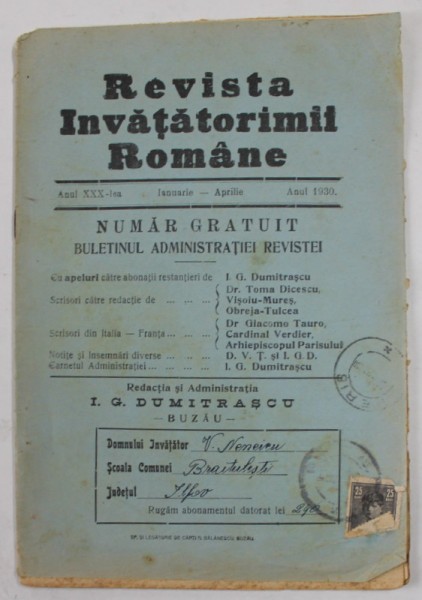 Revista
Invățătorimii
Române
Anul XXX-lea Ianuarie — Aprilie Anul 1930.
NUMĂR GRATUIT
BULETINUL ADMINISTRAȚIEI REVISTEI
Cu apeluri către abonații restanțieri de I. G. Dumitrașcu
Scrisori către redacție de ... ... ... Dr. Toma Dicescu,
Vișoiu-Mureș,
Obreja-Tulcea
Scrisori din Italia — Franța ... ... ... Dr Giacomo Tauro,
Cardinal Verdier,
Arhiepiscopul Parisului
Notițe și însemnări diverse ... ... ... D. V. Ț. și I. G. D.
Carnetul Administrației ... ... ... ... I. G. Dumitrașcu
Redacția și Administrația
I. G. DUMITRAȘCU
— BUZĂU —
Domnului Invățător V. Neneicu
Școala Comunei
Județul Ilfov
Rugăm abonamentul datorat lei
25 25